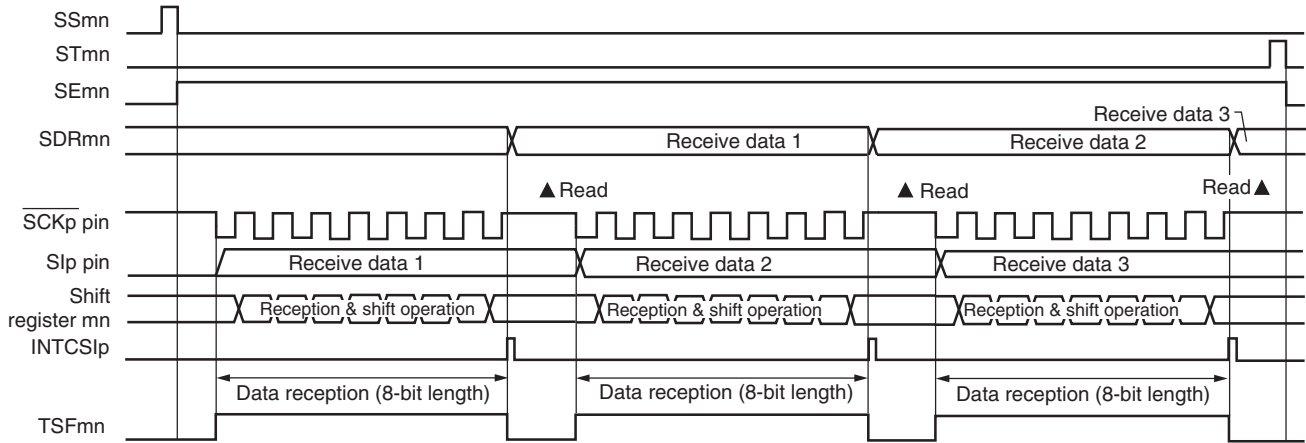 SSmn
STmn
SEmn
Receive data 3
SDRmn Receive data 1 Receive data 2
▲ Read ▲ Read Read ▲
SCKp pin
SIp pin Receive data 1 Receive data 2 Receive data 3
Shift
register mn Reception & shift operation Reception & shift operation Reception & shift operation
INTCSIp
Data reception (8-bit length) Data reception (8-bit length) Data reception (8-bit length)
TSFmn